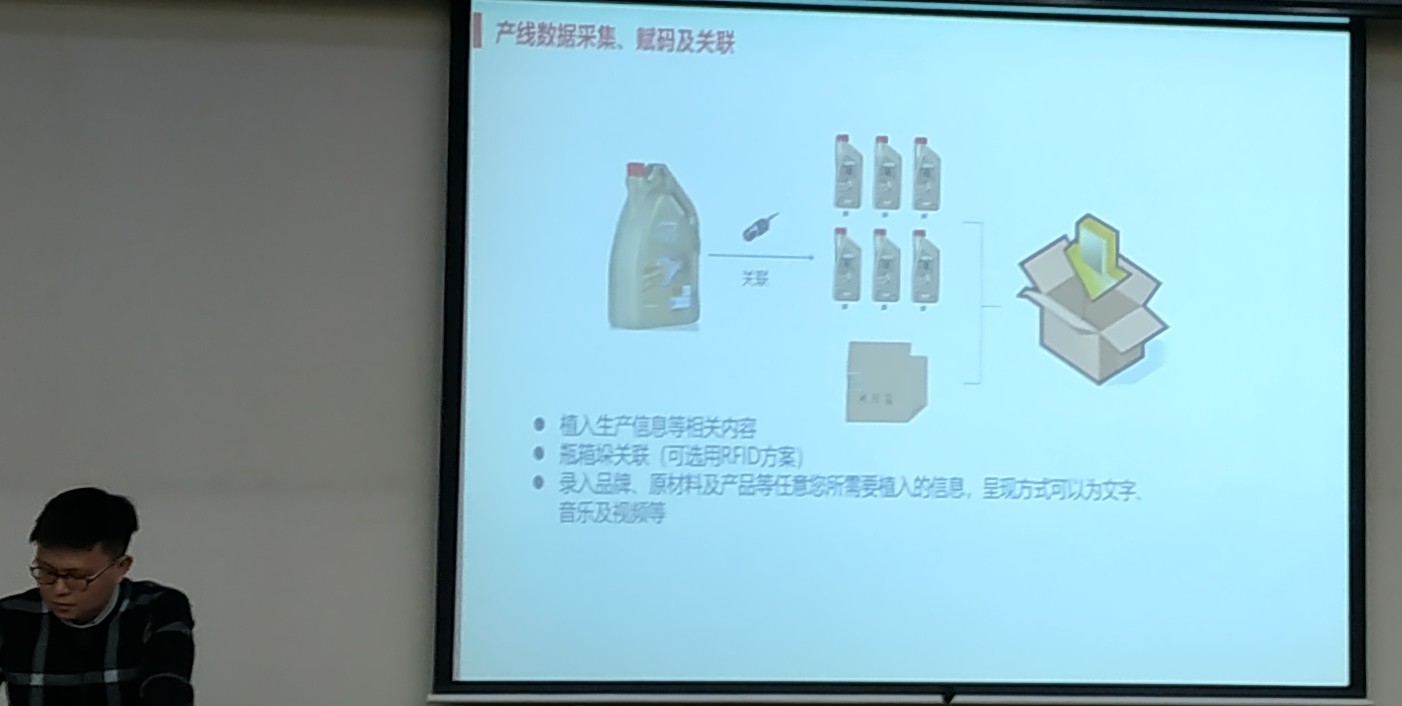 产线数据采集、赋码及关联
关联
植入生产信息等相关内容
瓶箱垛关联（可选用RFID方案）
录入品牌、原材料及产品等任意您所需要植入的信息，呈现方式可以为文字、
音乐及视频等